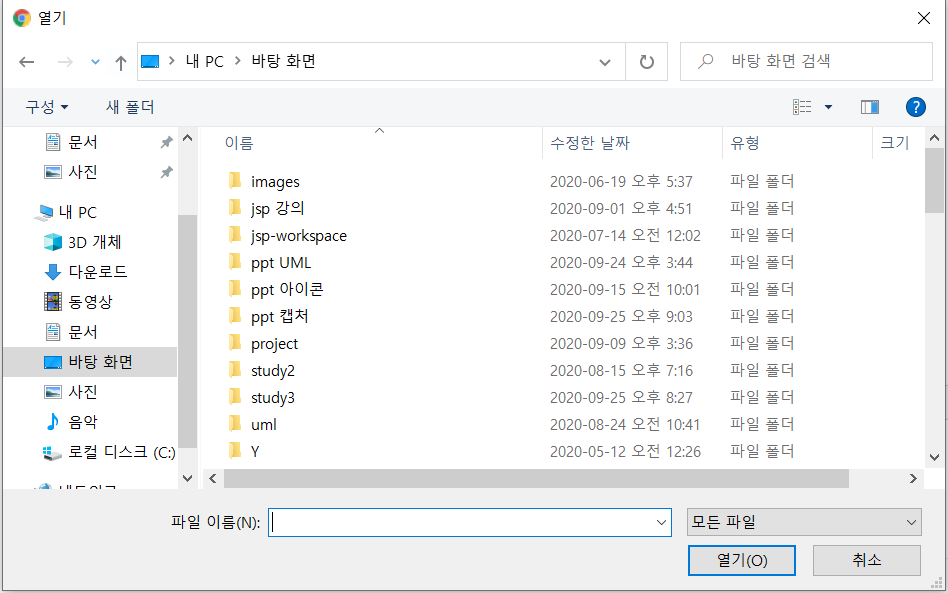 열기
내 PC > 바탕 화면
바탕 화면 검색
구성
새 폴더
문서
사진
내 PC
3D 개체
다운로드
동영상
문서
바탕 화면
사진
음악
로컬 디스크 (C:)
이름 수정한 날짜 유형 크기
images 2020-06-19 오후 5:37 파일 폴더
jsp 강의 2020-09-01 오후 4:51 파일 폴더
jsp-workspace 2020-07-14 오전 12:02 파일 폴더
ppt UML 2020-09-24 오후 3:44 파일 폴더
ppt 아이콘 2020-09-15 오전 10:01 파일 폴더
ppt 캡처 2020-09-25 오후 9:03 파일 폴더
project 2020-09-09 오후 3:36 파일 폴더
study2 2020-08-15 오후 7:16 파일 폴더
study3 2020-09-25 오후 8:27 파일 폴더
uml 2020-08-24 오전 10:41 파일 폴더
Y 2020-05-12 오전 12:26 파일 폴더
파일 이름(N):
모든 파일
열기(O)
취소